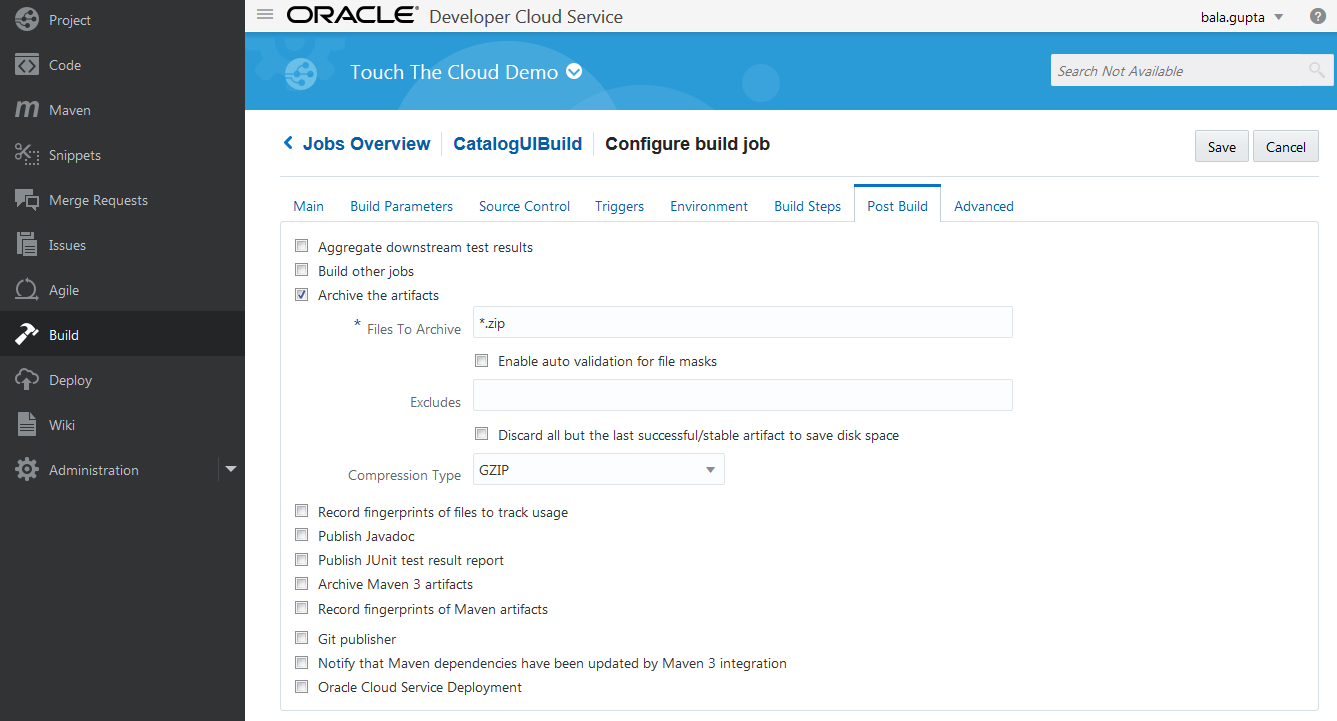 Project
Code
Maven
Snippets
Merge Requests
Issues
Agile
Build
Deploy
Wiki
Administration
ORACLE® Developer Cloud Service
bala.gupta
?
Touch The Cloud Demo
Search Not Available
Jobs Overview CatalogUIBuild Configure build job
Save Cancel
Main Build Parameters Source Control Triggers Environment Build Steps Post Build Advanced
Aggregate downstream test results
Build other jobs
Archive the artifacts
* Files To Archive *.zip
Enable auto validation for file masks
Excludes
Discard all but the last successful/stable artifact to save disk space
Compression Type GZIP
Record fingerprints of files to track usage
Publish Javadoc
Publish JUnit test result report
Archive Maven 3 artifacts
Record fingerprints of Maven artifacts
Git publisher
Notify that Maven dependencies have been updated by Maven 3 integration
Oracle Cloud Service Deployment